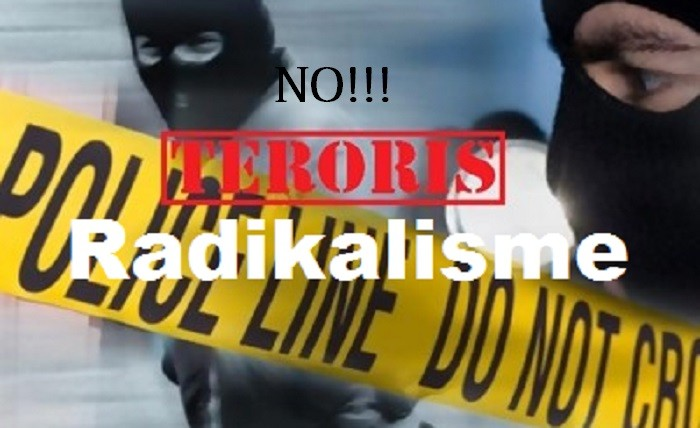 NO!!!
TERORIS
Radikalisme
POLICE LINE DO NOT CRO